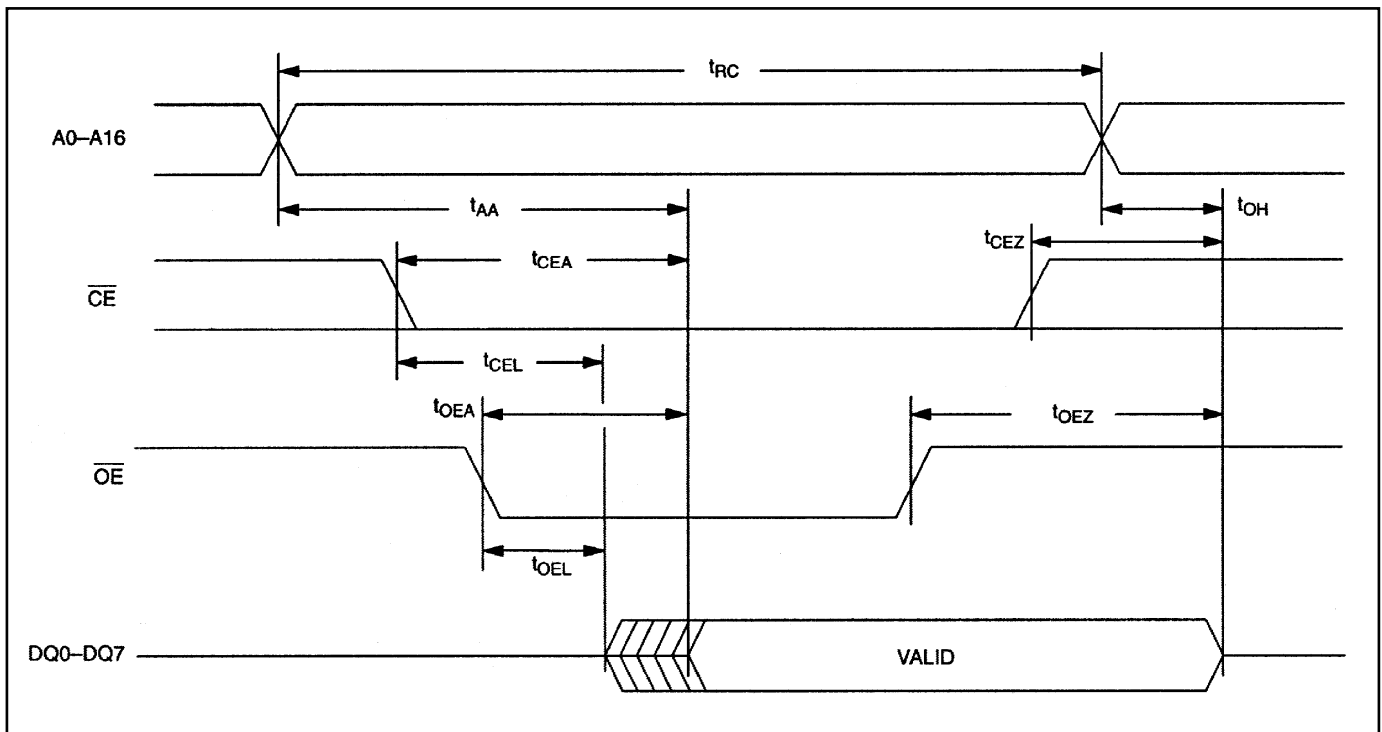 tRC
A0–A16
tAA
tOH
tCEZ
tCEA
CE
tCEL
tOEA
tOEZ
OE
tOEL
DQ0–DQ7
VALID